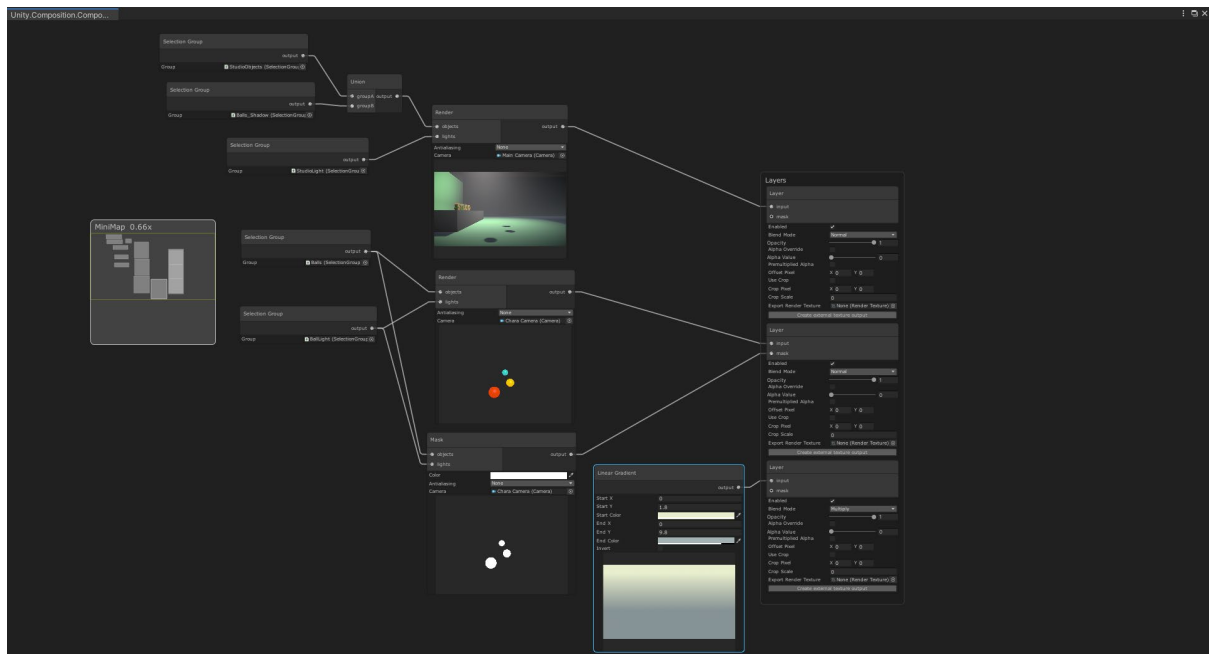 Unity.Composition.Compo...
Selection Group
output
Group StudioObjects (SelectionGrou
Selection Group
output
Group Balls_Shadow (SelectionGroup
Union
groupA output
groupB
Selection Group
output
Group StudioLight (SelectionGrou
Render
objects output
lights
Antialiasing None
Camera Main Camera (Camera)
MiniMap 0.66x
Selection Group
output
Group Balls (SelectionGroup
Selection Group
output
Group BallLight (SelectionGroup
Render
objects output
lights
Antialiasing None
Camera Chara Camera (Camera)
Mask
objects output
lights
Color
Antialiasing None
Camera Chara Camera (Camera)
Linear Gradient
output
Start X 0
Start Y 1.8
Start Color
End X 0
End Y 9.8
End Color
Invert
Layers
Layer
input
mask
Enabled
Blend Mode Normal
Opacity 1
Alpha Override
Alpha Value 0
Premultiplied Alpha
Offset Pixel X 0 Y 0
Use Crop
Crop Pixel X 0 Y 0
Crop Scale 0
Export Render Texture None (Render Texture)
Create external texture output
Layer
input
mask
Enabled
Blend Mode Normal
Opacity 1
Alpha Override
Alpha Value 0
Premultiplied Alpha
Offset Pixel X 0 Y 0
Use Crop
Crop Pixel X 0 Y 0
Crop Scale 0
Export Render Texture None (Render Texture)
Create external texture output
Layer
input
mask
Enabled
Blend Mode Multiply
Opacity 1
Alpha Override
Alpha Value 0
Premultiplied Alpha
Offset Pixel X 0 Y 0
Use Crop
Crop Pixel X 0 Y 0
Crop Scale 0
Export Render Texture None (Render Texture)
Create external texture output